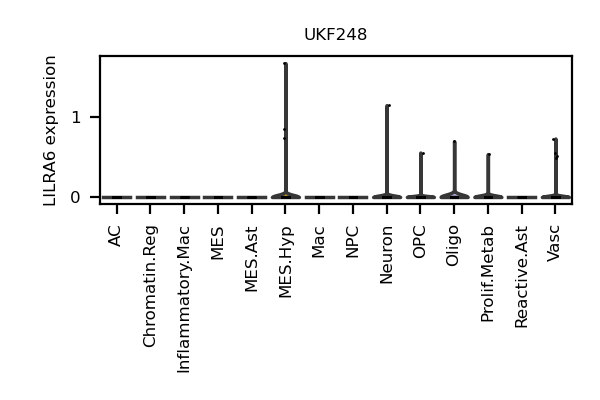 UKF248
LILRA6 expression
1
0
AC
Chromatin.Reg
Inflammatory.Mac
MES
MES.Ast
MES.Hyp
Mac
NPC
Neuron
OPC
Oligo
Prolif.Metab
Reactive.Ast
Vasc